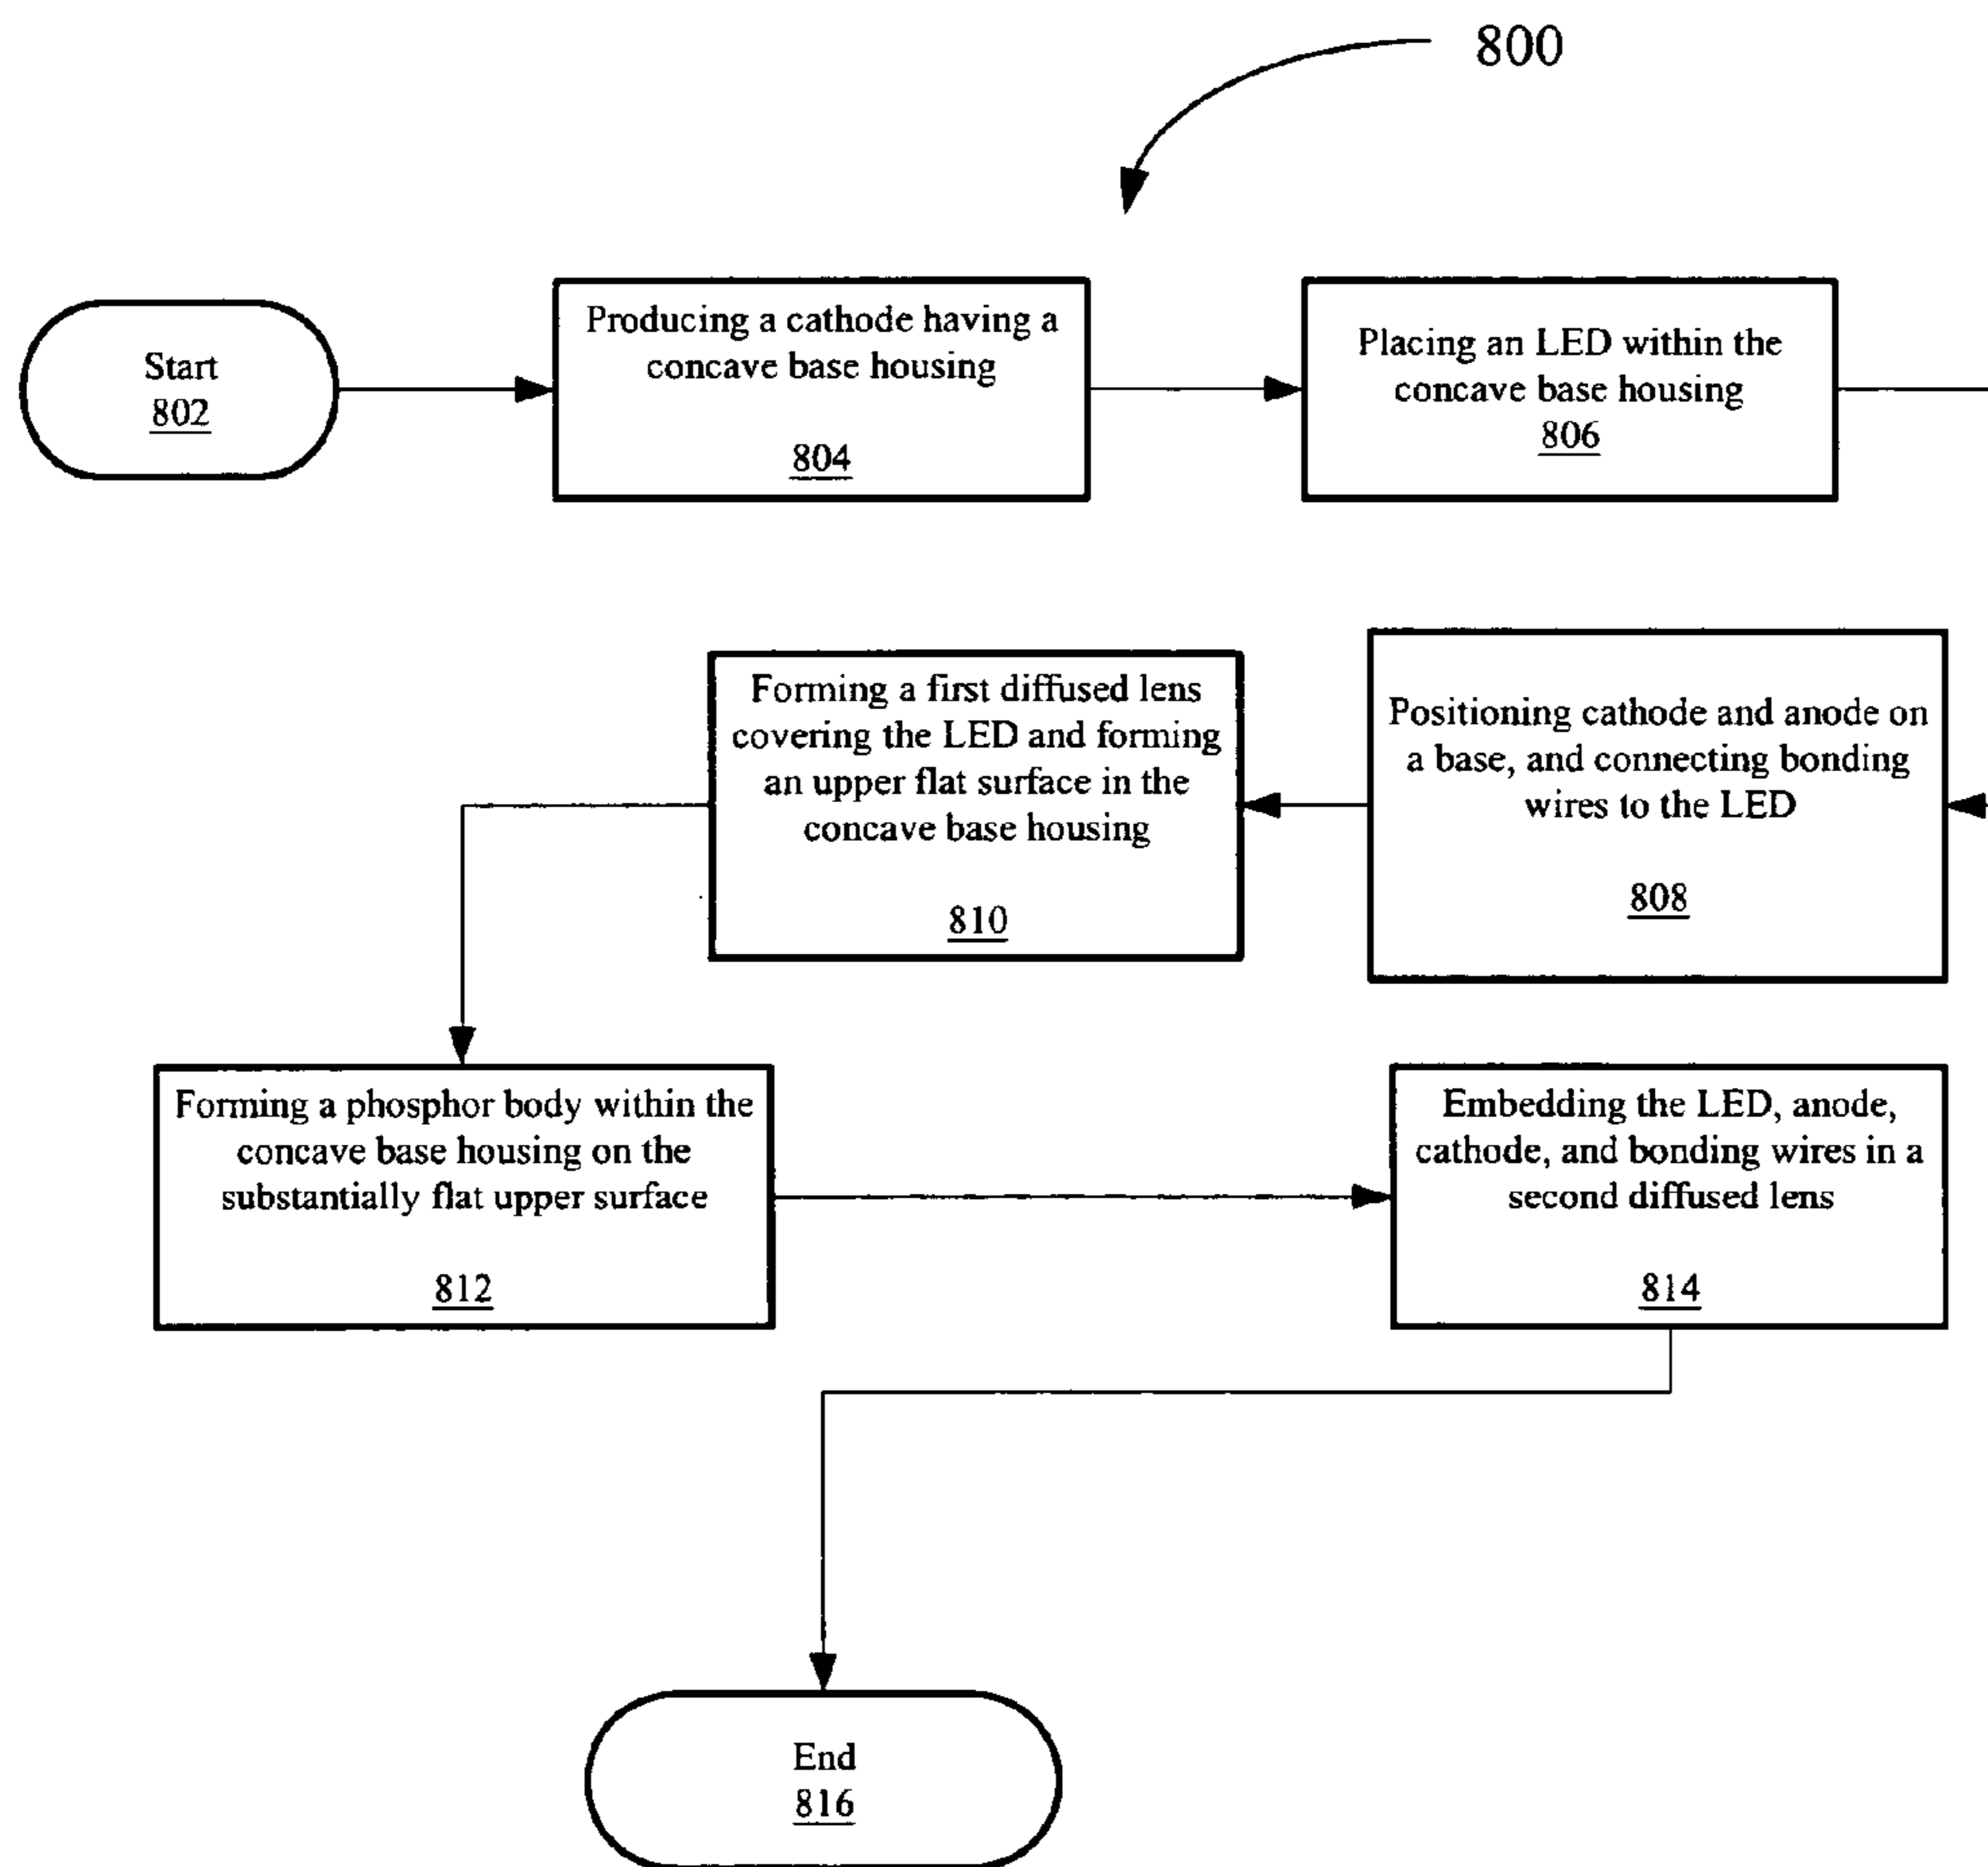 800
Start
802
Producing a cathode having a
concave base housing
804
Placing an LED within the
concave base housing
806
Positioning cathode and anode on
a base, and connecting bonding
wires to the LED
808
Forming a first diffused lens
covering the LED and forming
an upper flat surface in the
concave base housing
810
Forming a phosphor body within the
concave base housing on the
substantially flat upper surface
812
Embedding the LED, anode,
cathode, and bonding wires in a
second diffused lens
814
End
816